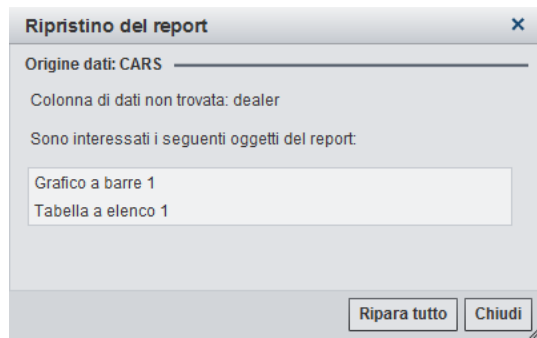 Ripristino del report
Origine dati: CARS
Colonna di dati non trovata: dealer
Sono interessati i seguenti oggetti del report:
Grafico a barre 1
Tabella a elenco 1
Ripara tutto Chiudi